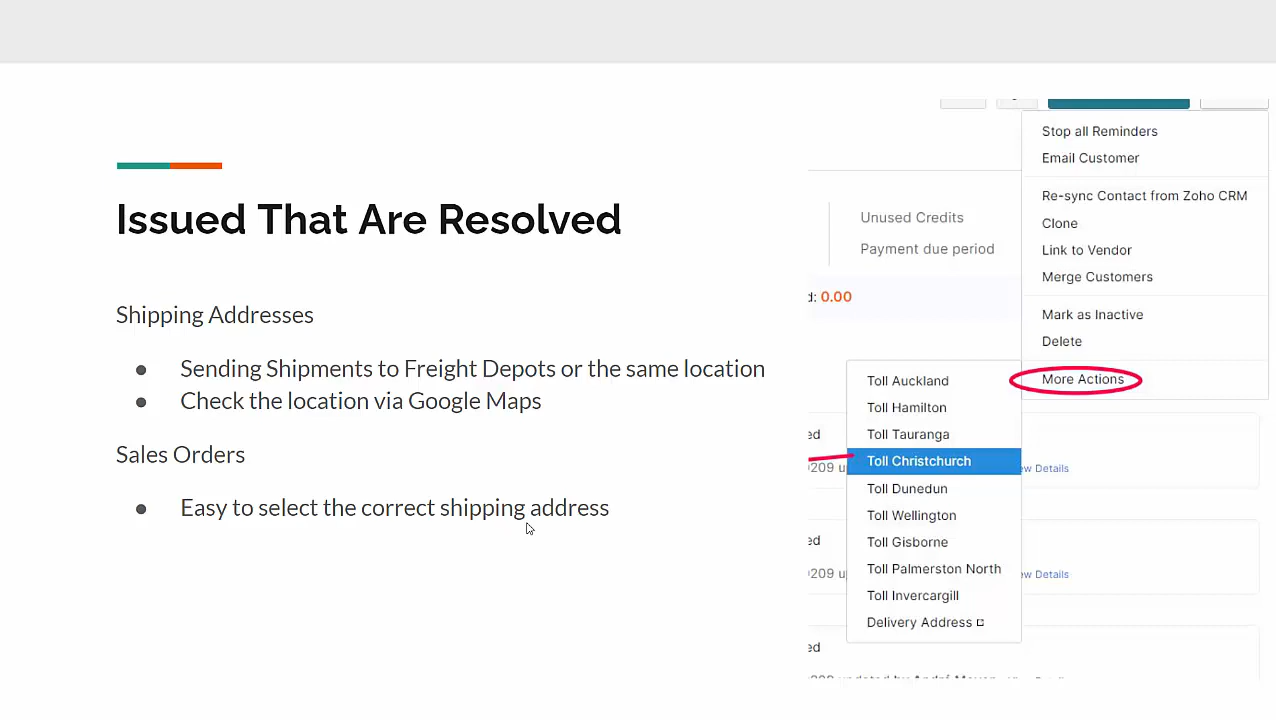 Issued That Are Resolved
Shipping Addresses
● Sending Shipments to Freight Depots or the same location
● Check the location via Google Maps
Sales Orders
● Easy to select the correct shipping address
Stop all Reminders
Email Customer
Re-sync Contact from Zoho CRM
Clone
Link to Vendor
Merge Customers
Mark as Inactive
Delete
More Actions
Unused Credits
Payment due period
d: 0.00
Toll Auckland
Toll Hamilton
Toll Tauranga
Toll Christchurch
Toll Dunedun
Toll Wellington
Toll Gisborne
Toll Palmerston North
Toll Invercargill
Delivery Address
ed
0209 up
ew Details
ed
0209 up
ew Details
ed